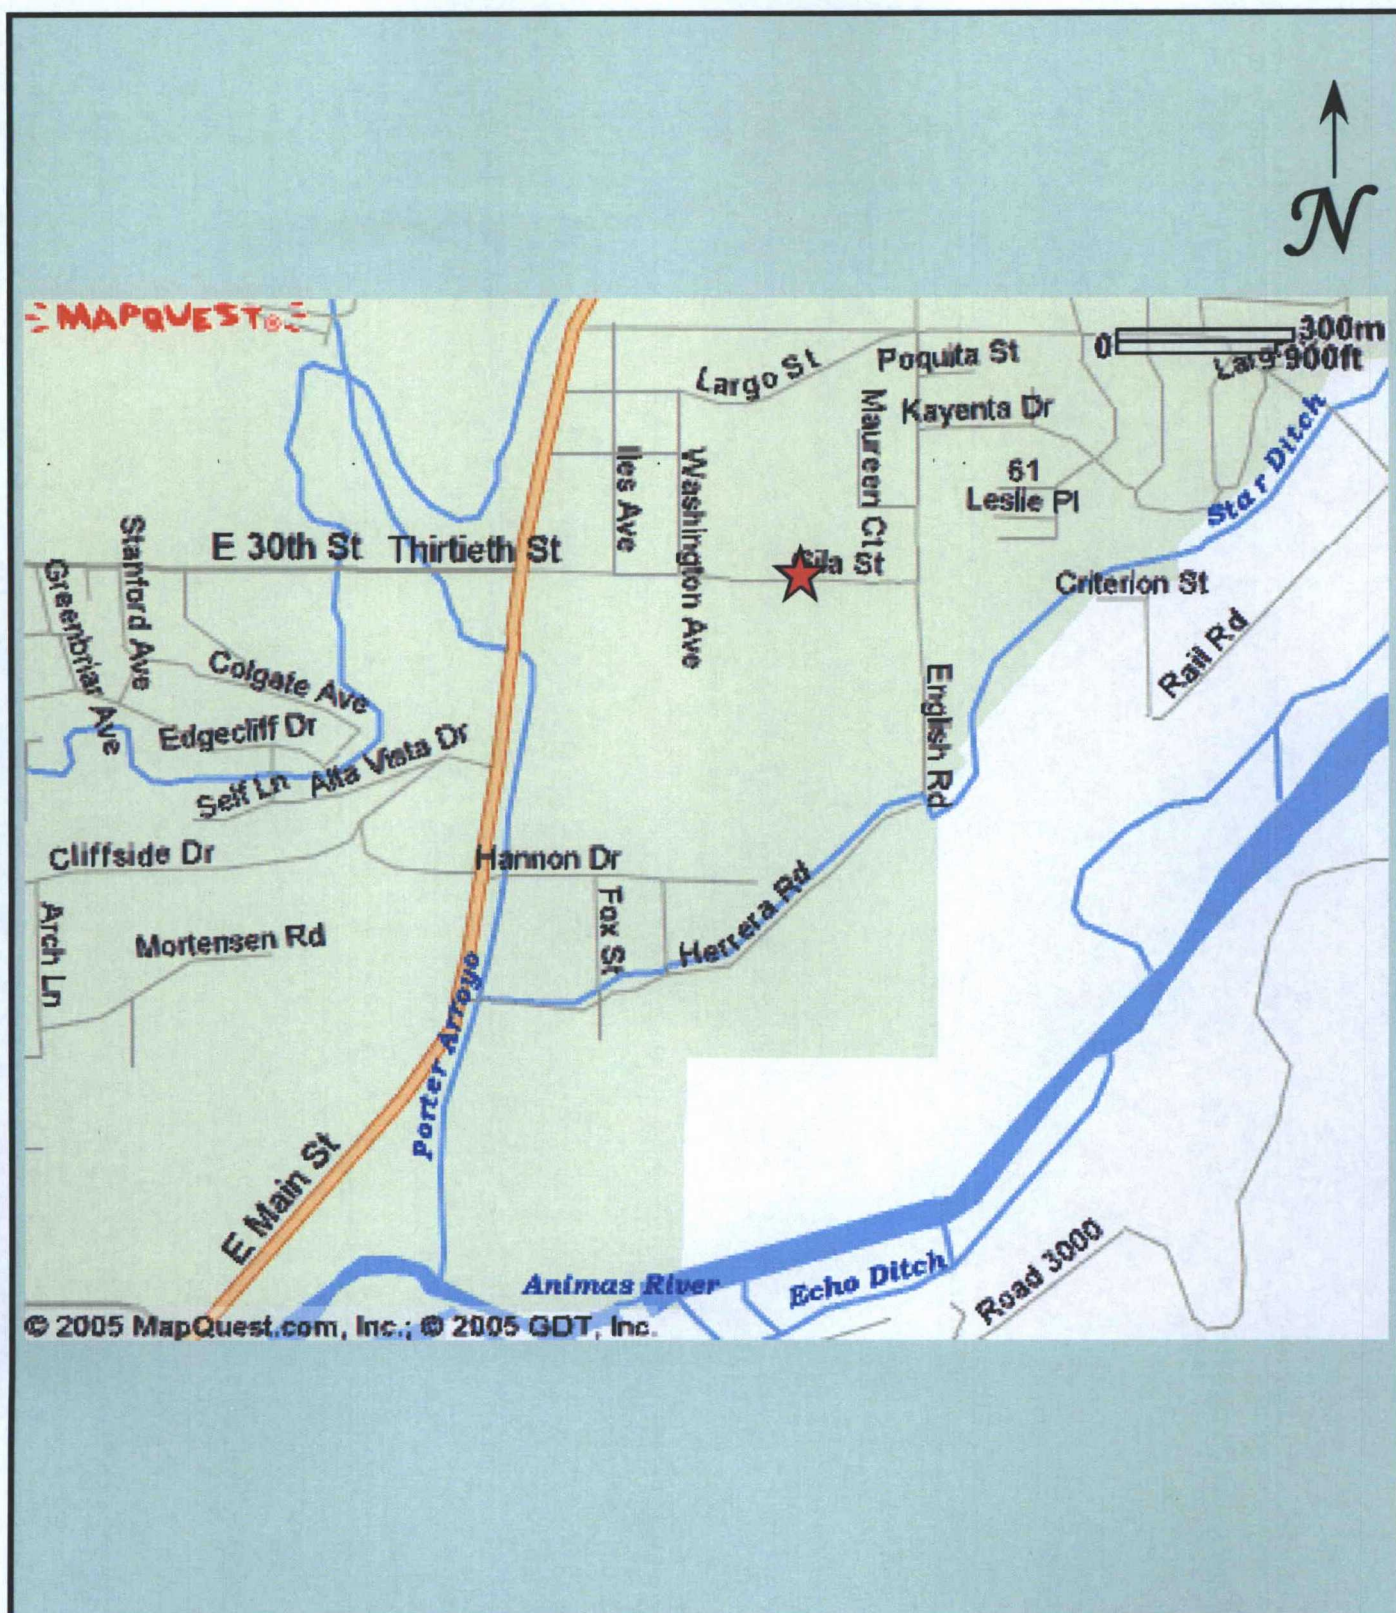 N
MAPQUEST
0
300m
900ft
Largo St
Poquita St
Maureen Ct
Kayenta Dr
Iles Ave
Washington Ave
61
Leslie Pl
Star Ditch
E 30th St
Thirtieth St
St
Criterion St
Greenbriar Ave
Stanford Ave
Colgate Ave
Rail Rd
English Rd
Edgecliff Dr
Self Ln
Alta Vista Dr
Cliffside Dr
Hannon Dr
Fox St
Herrera Rd
Arch Ln
Mortensen Rd
Porter Arroyo
E Main St
Animas River
Echo Ditch
Road 3000
© 2005 MapQuest.com, Inc.; © 2005 GDT, Inc.